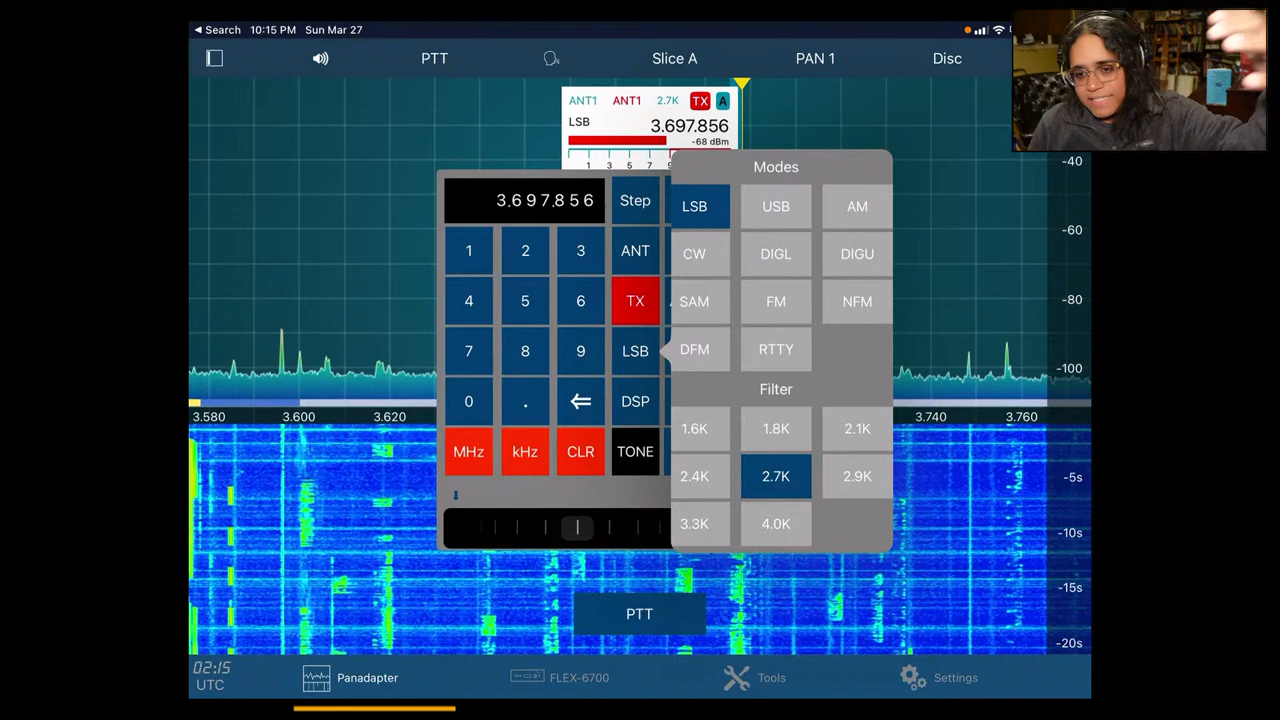 Search 10:15 PM Sun Mar 27
PTT Slice A PAN 1 Disc
ANT1 ANT1 2.7K TX A
LSB 3.697.856
-68 dBm
1 3 5 7 9
3.697.856 Step
1 2 3 ANT
4 5 6 TX
7 8 9 LSB
0 . ⇐ DSP
MHz kHz CLR TONE
Modes
LSB USB AM
CW DIGL DIGU
SAM FM NFM
DFM RTTY
Filter
1.6K 1.8K 2.1K
2.4K 2.7K 2.9K
3.3K 4.0K
-40
-60
-80
-100
3.580 3.600 3.620 3.740 3.760
-5s
-10s
-15s
-20s
PTT
02:15
UTC
Panadapter FLEX-6700 Tools Settings